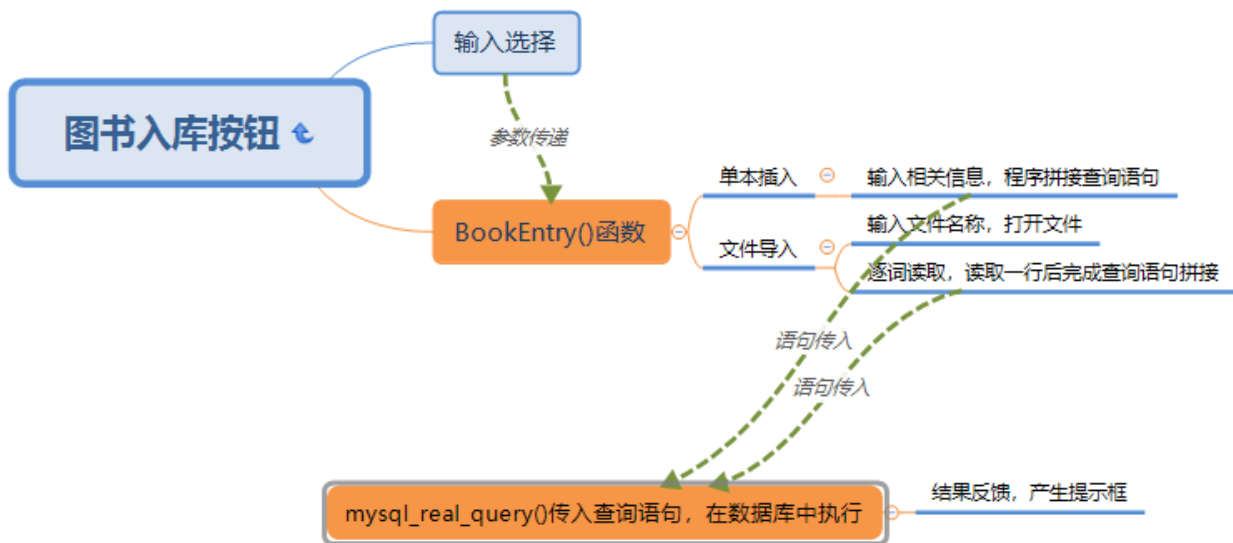 输入选择
图书入库按钮
参数传递
BookEntry()函数
单本插入
输入相关信息，程序拼接查询语句
文件导入
输入文件名称，打开文件
逐词读取，读取一行后完成查询语句拼接
语句传入
语句传入
mysql_real_query()传入查询语句，在数据库中执行
结果反馈，产生提示框